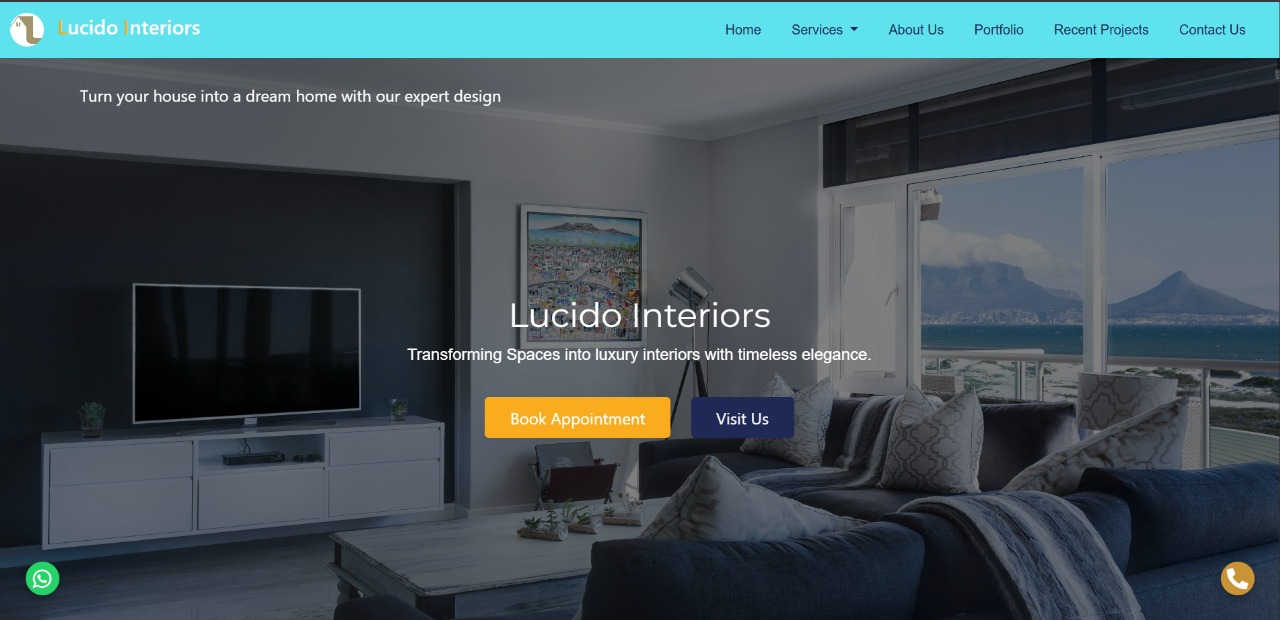 Lucido Interiors
Home Services About Us Portfolio Recent Projects Contact Us
Turn your house into a dream home with our expert design
Lucido Interiors
Transforming Spaces into luxury interiors with timeless elegance.
Book Appointment Visit Us